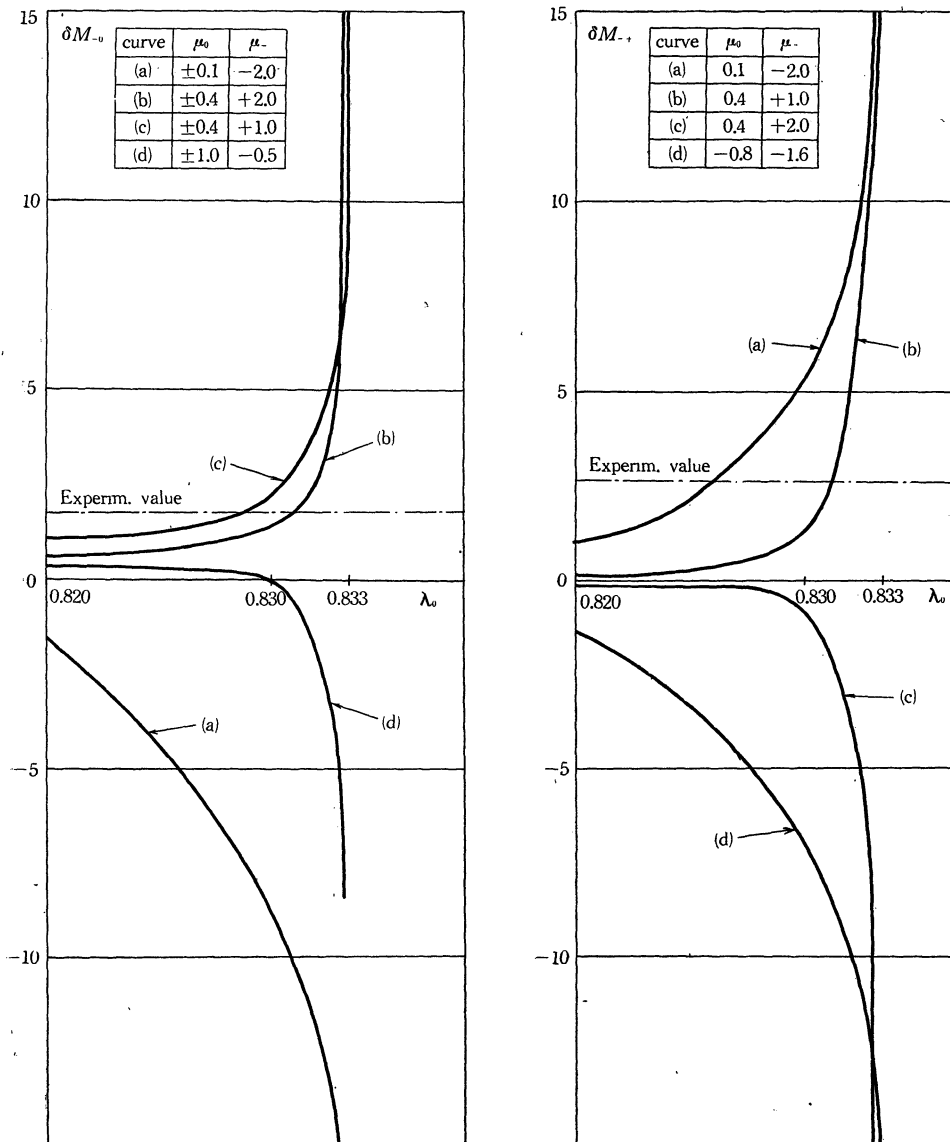 15
δM₋₀
curve μ₀ μ₋
(a) ±0.1 −2.0
(b) ±0.4 +2.0
(c) ±0.4 +1.0
(d) ±1.0 −0.5
10
5
(b)
(c)
Experim. value
0
0.820 0.830 0.833 λ₀
(a)
(d)
−5
−10
15
δM₋₊
curve μ₀ μ₋
(a) 0.1 −2.0
(b) 0.4 +1.0
(c) 0.4 +2.0
(d) −0.8 −1.6
10
(a)
(b)
5
Experim. value
0
0.820 0.830 0.833 λ₀
(c)
−5
(d)
−10